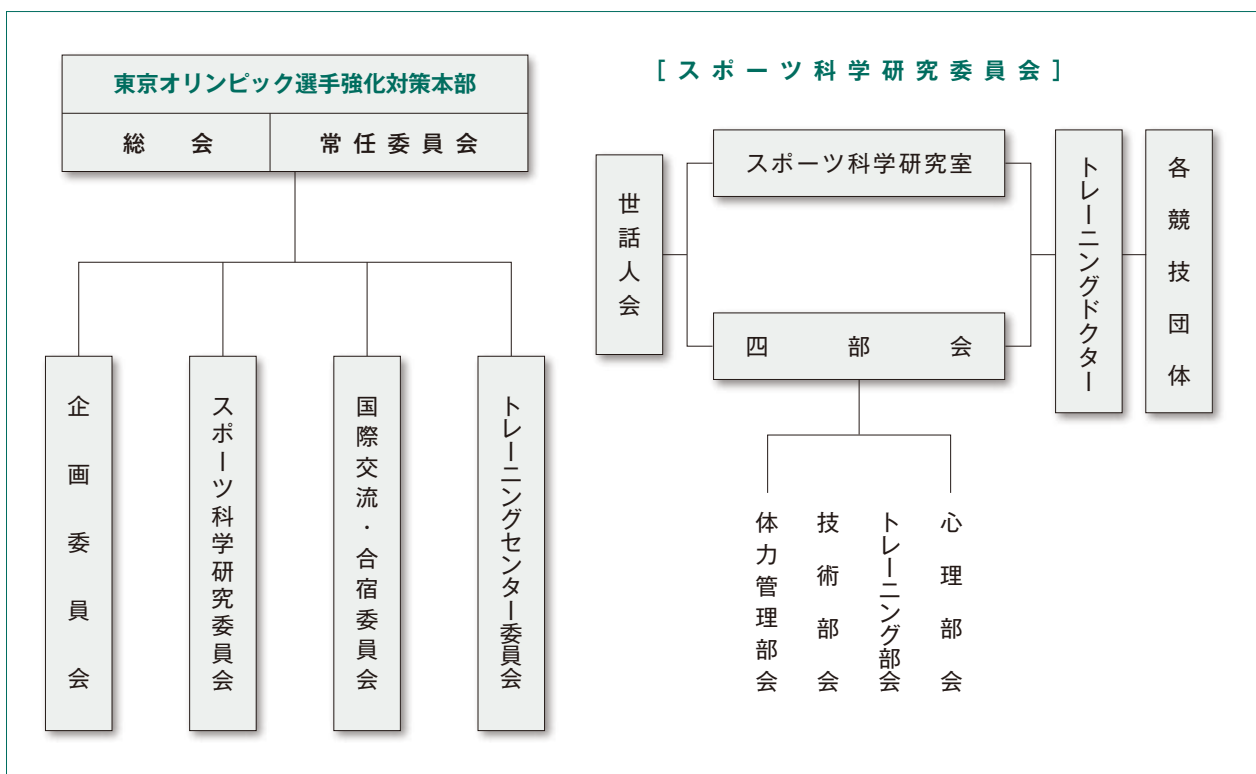 東京オリンピック選手強化対策本部
総会
常任委員会
企画委員会
スポーツ科学研究委員会
国際交流・合宿委員会
トレーニングセンター委員会
[スポーツ科学研究委員会]
世話人会
スポーツ科学研究室
四部会
トレーニングドクター
各競技団体
体力管理部会
技術部会
トレーニング部会
心理部会